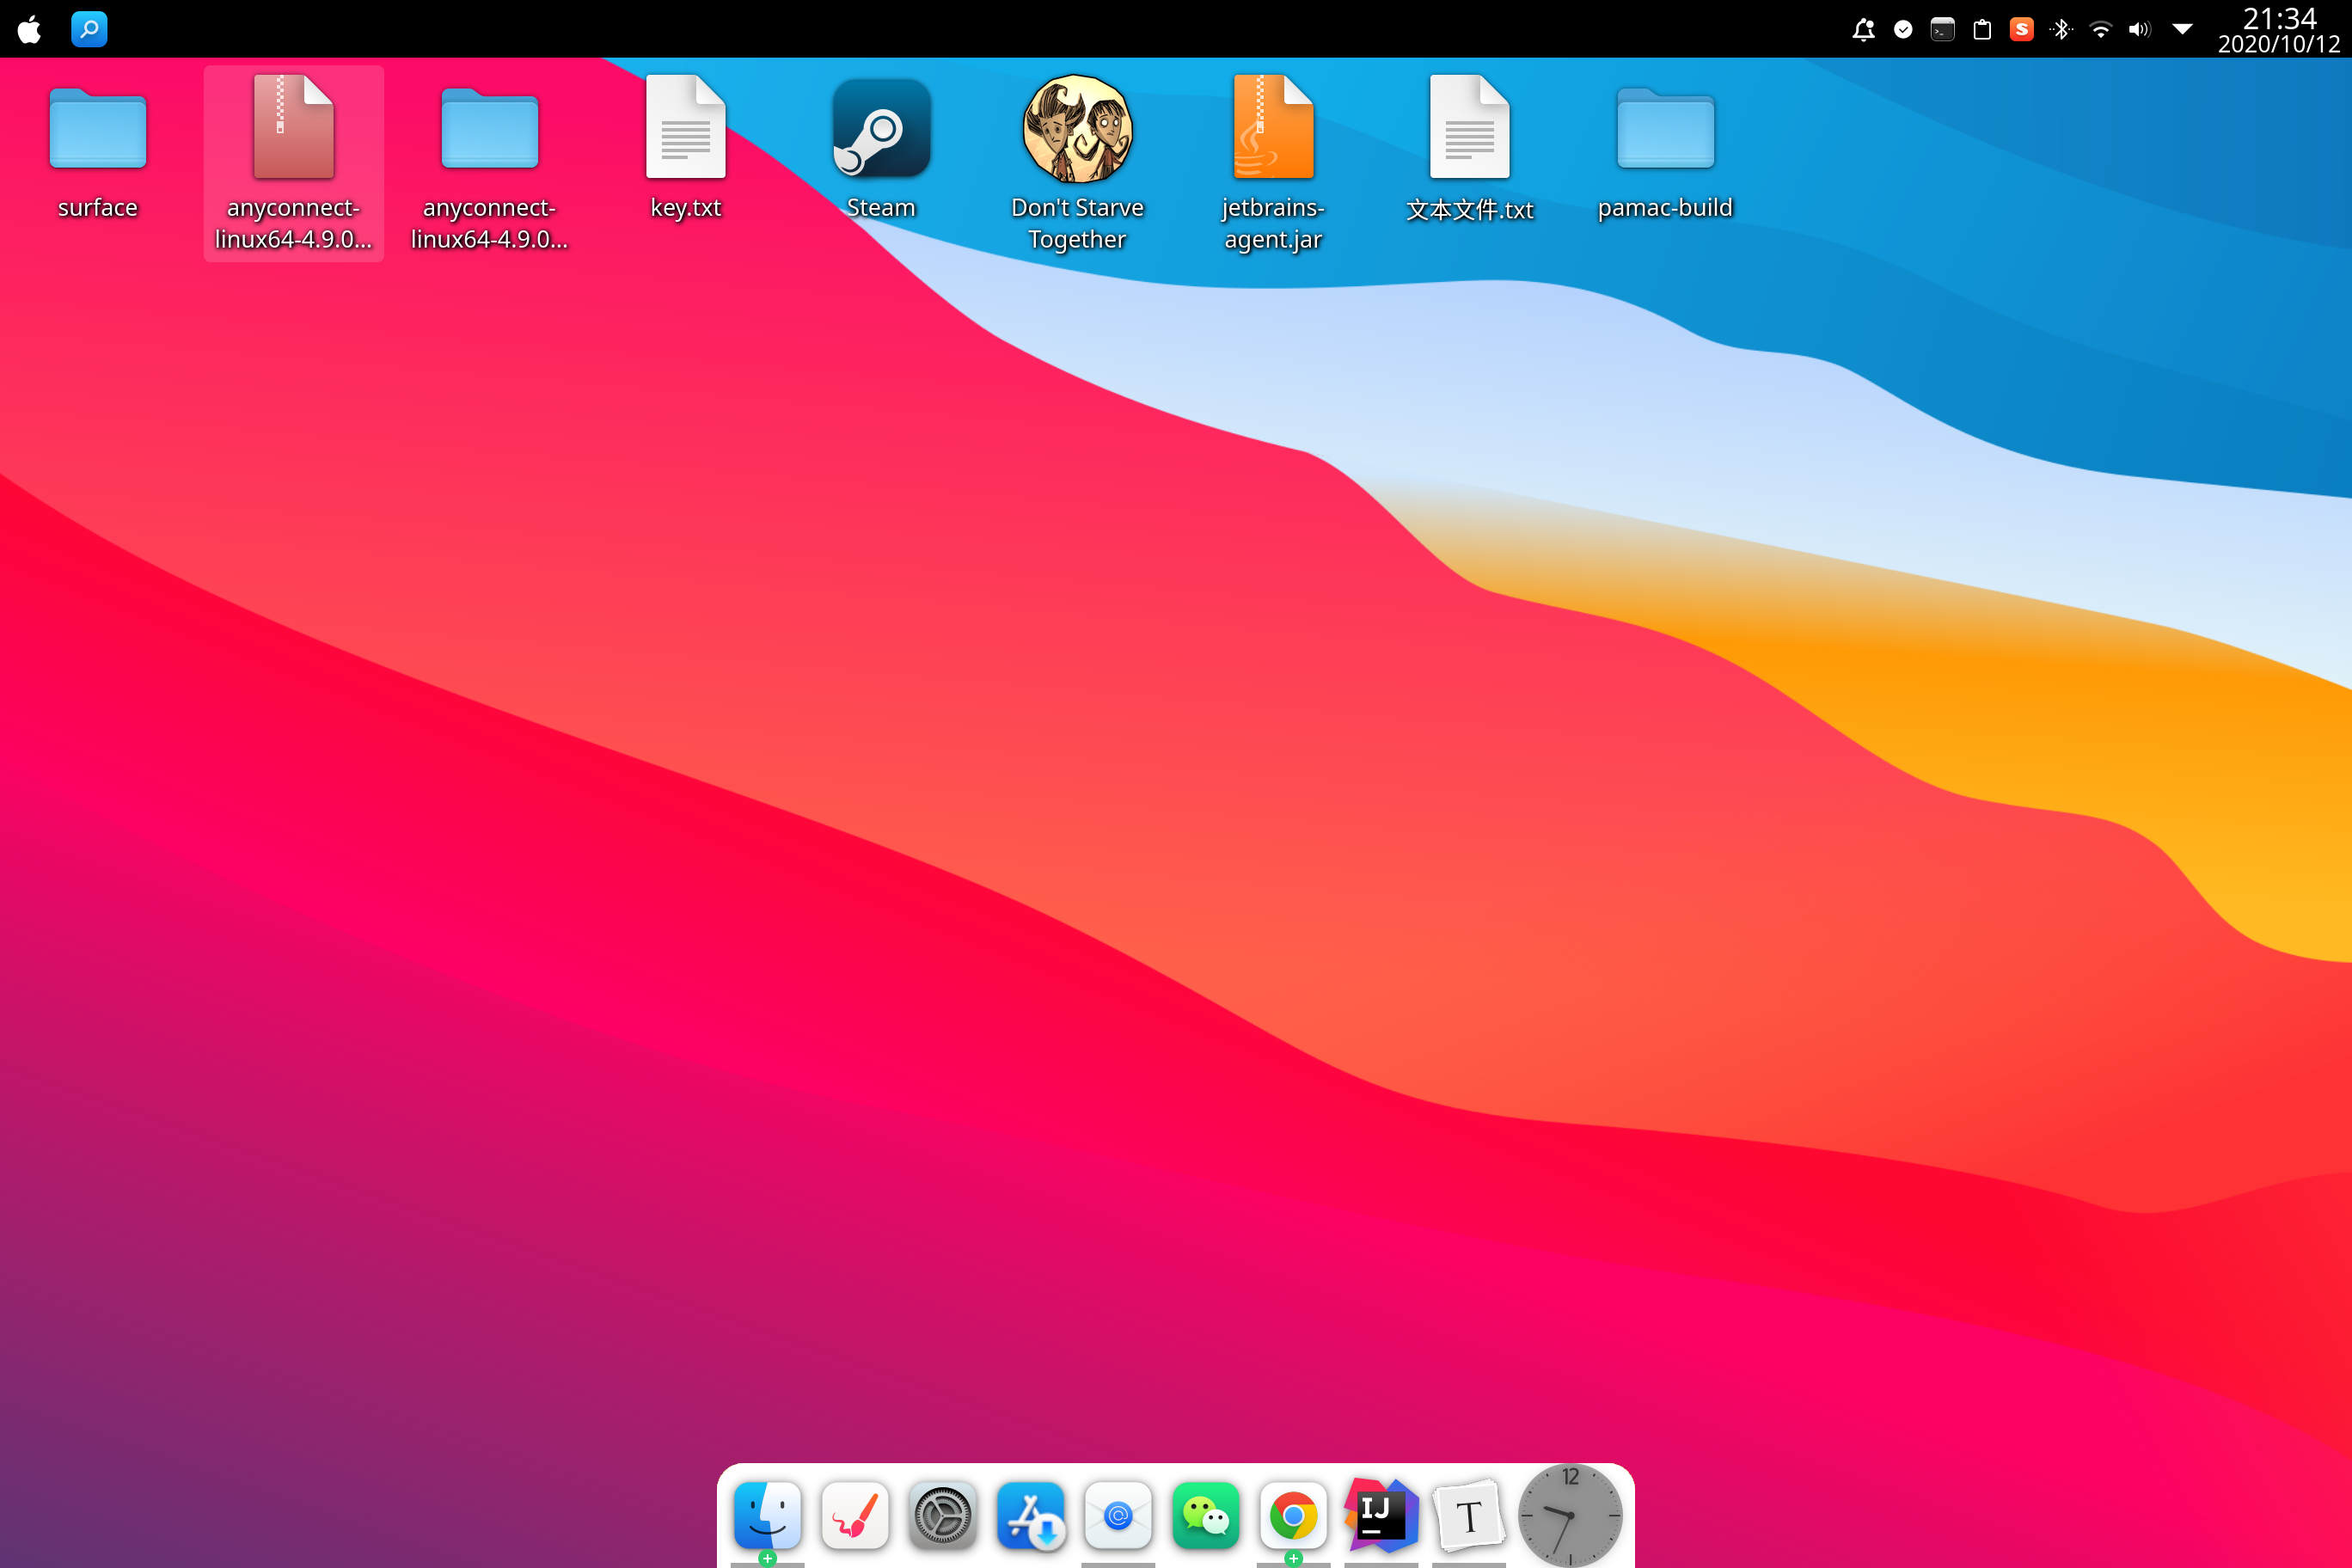 21:34
2020/10/12
surface
anyconnect-
linux64-4.9.0...
anyconnect-
linux64-4.9.0...
key.txt
Steam
Don't Starve
Together
jetbrains-
agent.jar
文本文件.txt
pamac-build
IJ
T
12